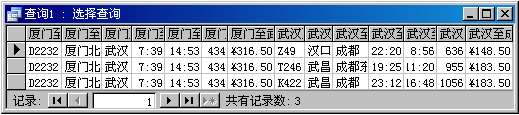 查询1 : 选择查询
厦门至 厦门至 厦门至 厦门至 厦门至 厦门 厦门至武 武汉 武汉至 武汉至 武汉至 武汉至 武汉 武汉至成
D2232 厦门北 武汉 7:39 14:53 434 ¥316.50 Z49 汉口 成都 22:20 8:56 636 ¥148.50
D2232 厦门北 武汉 7:39 14:53 434 ¥316.50 T246 武昌 成都东 19:25 11:20 955 ¥183.50
D2232 厦门北 武汉 7:39 14:53 434 ¥316.50 K422 武昌 成都 23:12 16:48 1056 ¥183.50
记录: 1 共有记录数: 3